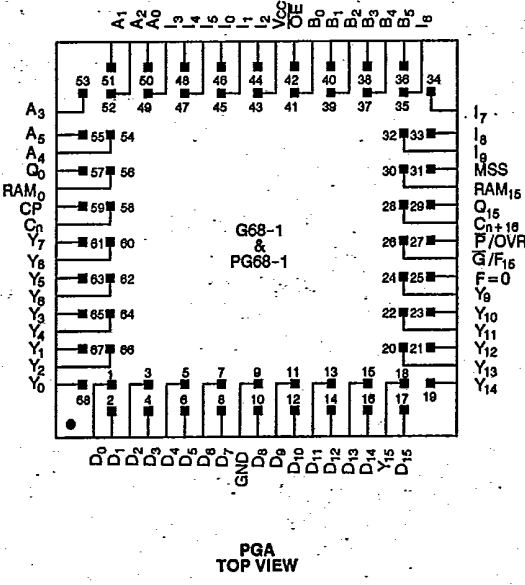 A1 A2 A0 I3 I4 I5 I0 I1 I2 VCC OE B0 B1 B2 B3 B4 B5 I6
51 50 48 46 44 42 40 38 36
53 52 49 47 45 43 41 39 37 35 34
A3 I7
A5 55 54 32 33 I8
A4 I9
Q0 57 56 30 31 MSS
RAM0 RAM15
CP 59 58 28 29 Q15
Cn Cn+16
Y7 61 60 G68-1 26 27 P/OVR
Y6 & G/F15
Y5 63 62 PG68-1 24 25 F=0
Y6 Y9
Y3 65 64 22 23 Y10
Y4 Y11
Y1 67 66 20 21 Y12
Y2 Y13
Y0 68 1 3 5 7 9 11 13 15 18 19 Y14
2 4 6 8 10 12 14 16 17
D0 D1 D2 D3 D4 D5 D6 D7 GND D8 D9 D10 D11 D12 D13 D14 Y15 D15
PGA
TOP VIEW